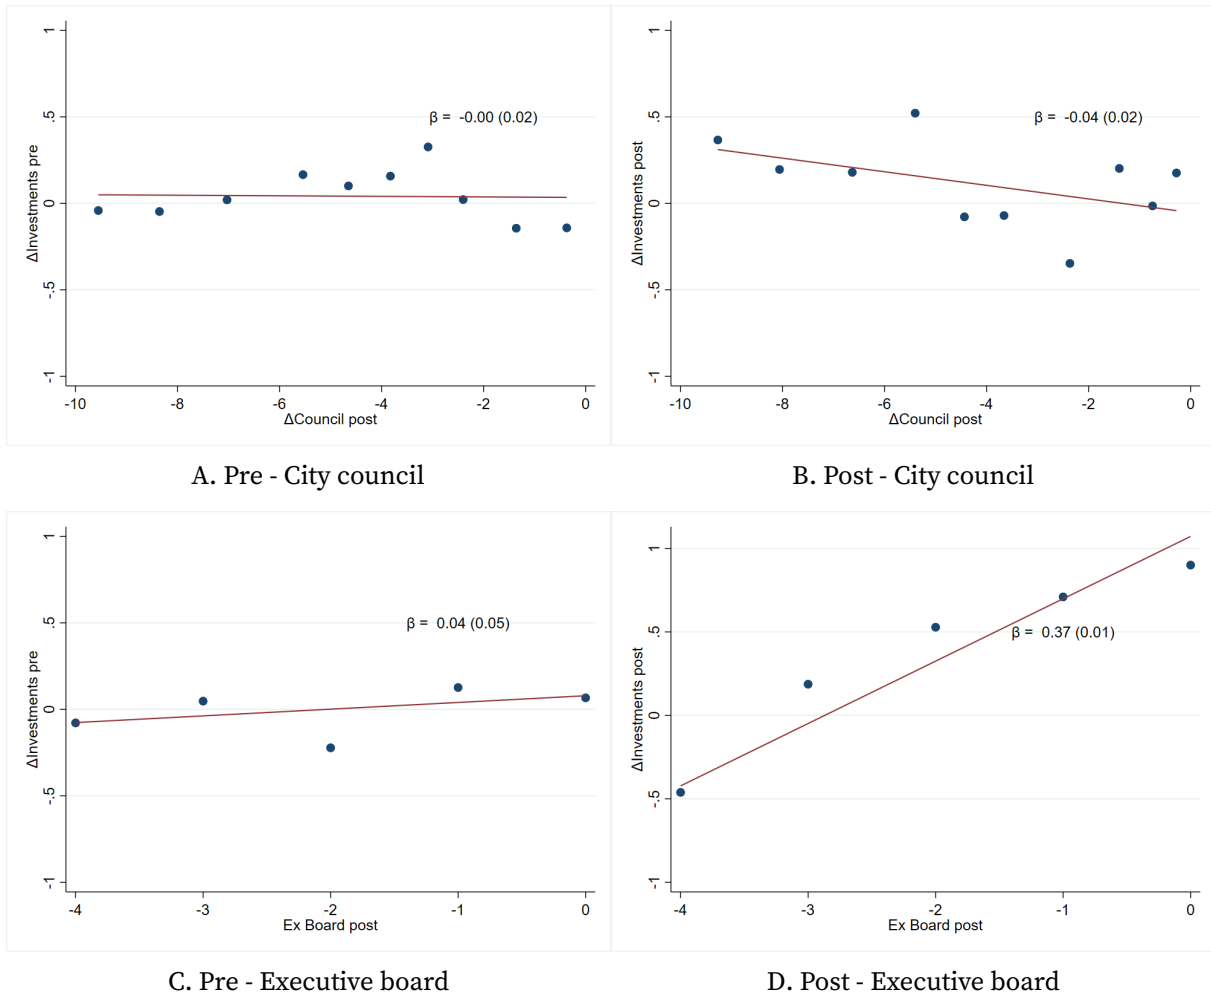 1
.5
0
-.5
-1
ΔInvestments pre
β = -0.00 (0.02)
-10 -8 -6 -4 -2 0
ΔCouncil post
A. Pre - City council
1
.5
0
-.5
-1
ΔInvestments post
β = -0.04 (0.02)
-10 -8 -6 -4 -2 0
ΔCouncil post
B. Post - City council
1
.5
0
-.5
-1
ΔInvestments pre
β = 0.04 (0.05)
-4 -3 -2 -1 0
Ex Board post
C. Pre - Executive board
1
.5
0
-.5
-1
ΔInvestments post
β = 0.37 (0.01)
-4 -3 -2 -1 0
Ex Board post
D. Post - Executive board